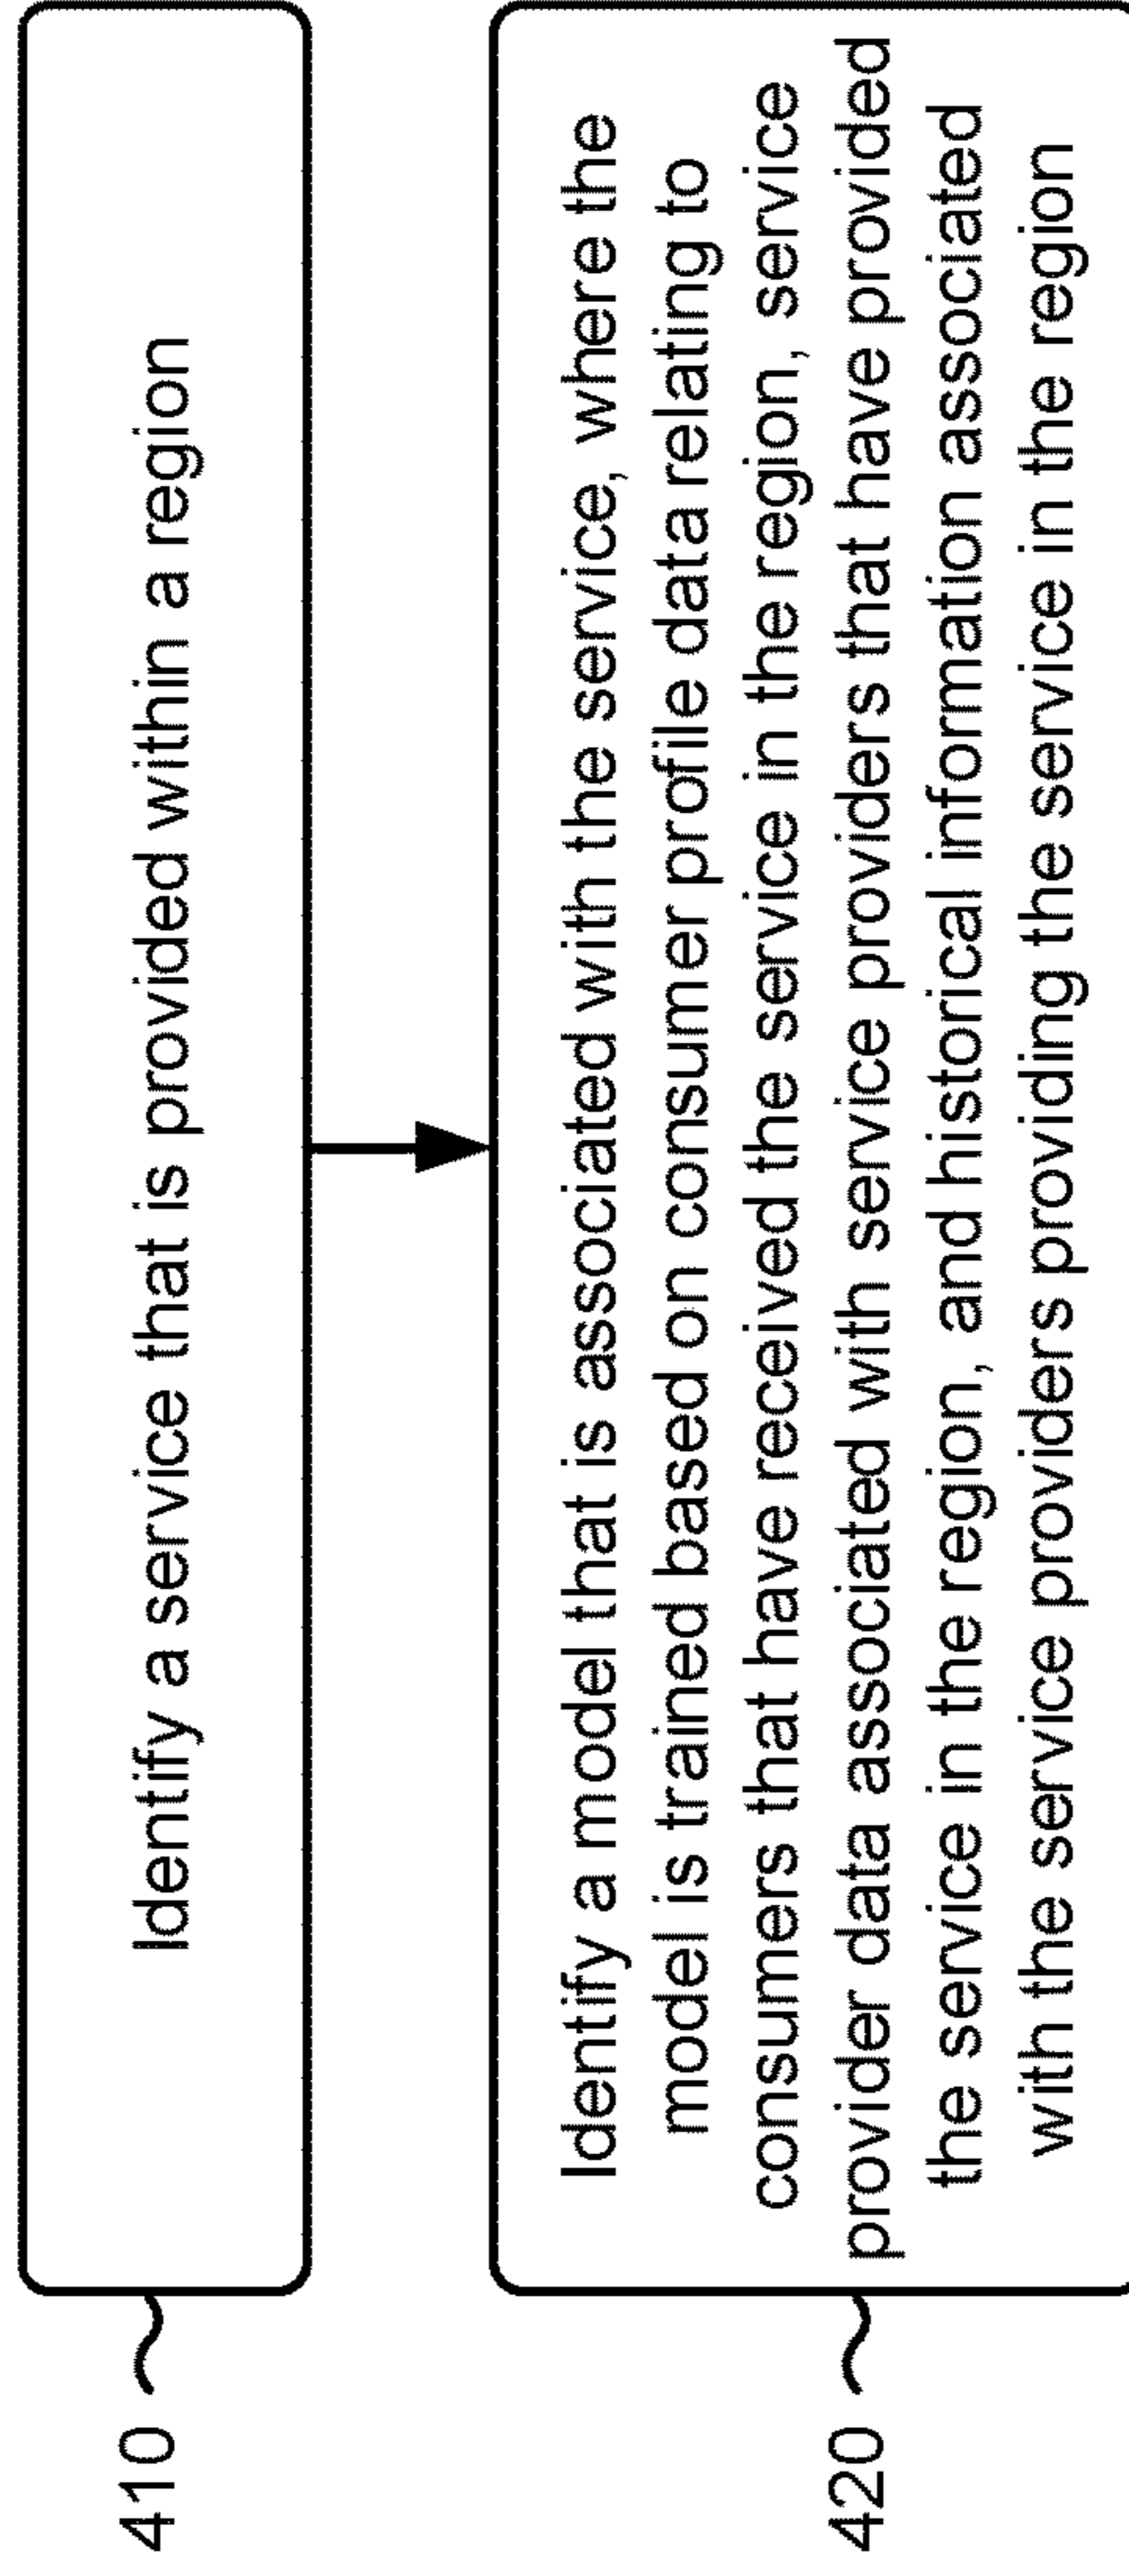 410
Identify a service that is provided within a region
420
Identify a model that is associated with the service, where the
model is trained based on consumer profile data relating to
consumers that have received the service in the region, service
provider data associated with service providers that have provided
the service in the region, and historical information associated
with the service providers providing the service in the region